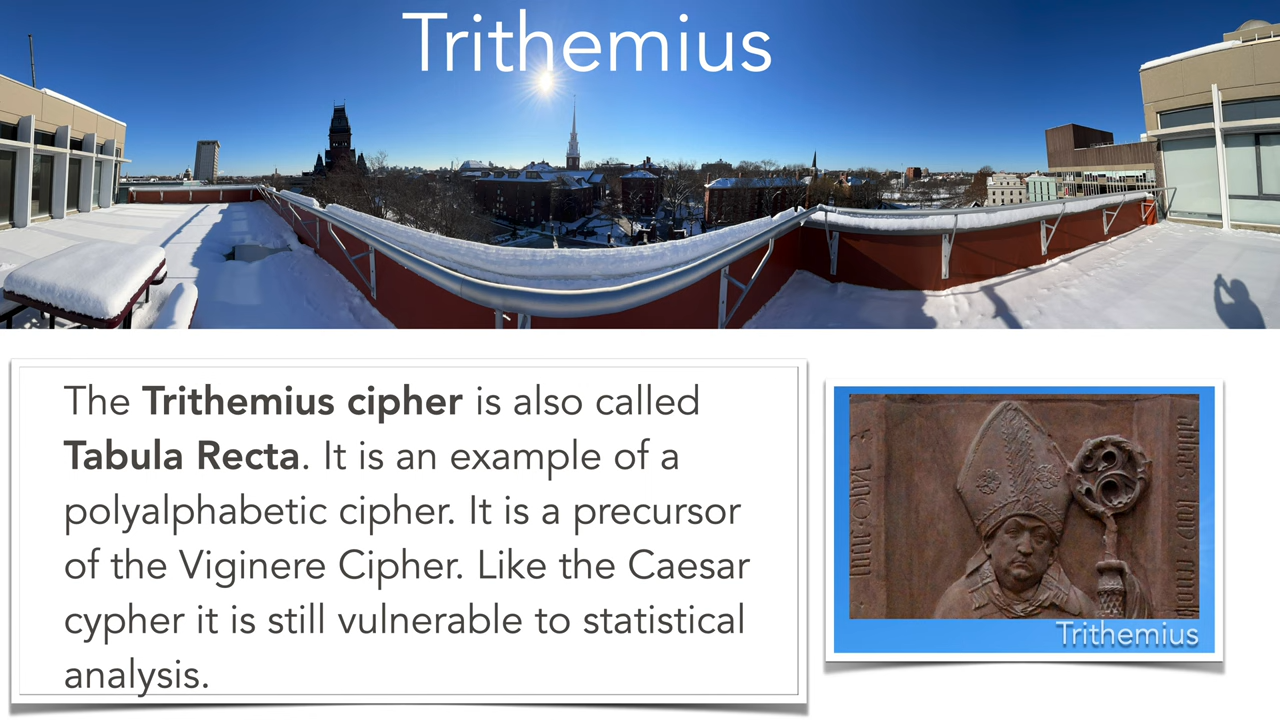 Trithemius
The Trithemius cipher is also called
Tabula Recta. It is an example of a
polyalphabetic cipher. It is a precursor
of the Viginere Cipher. Like the Caesar
cypher it is still vulnerable to statistical
analysis.
Trithemius